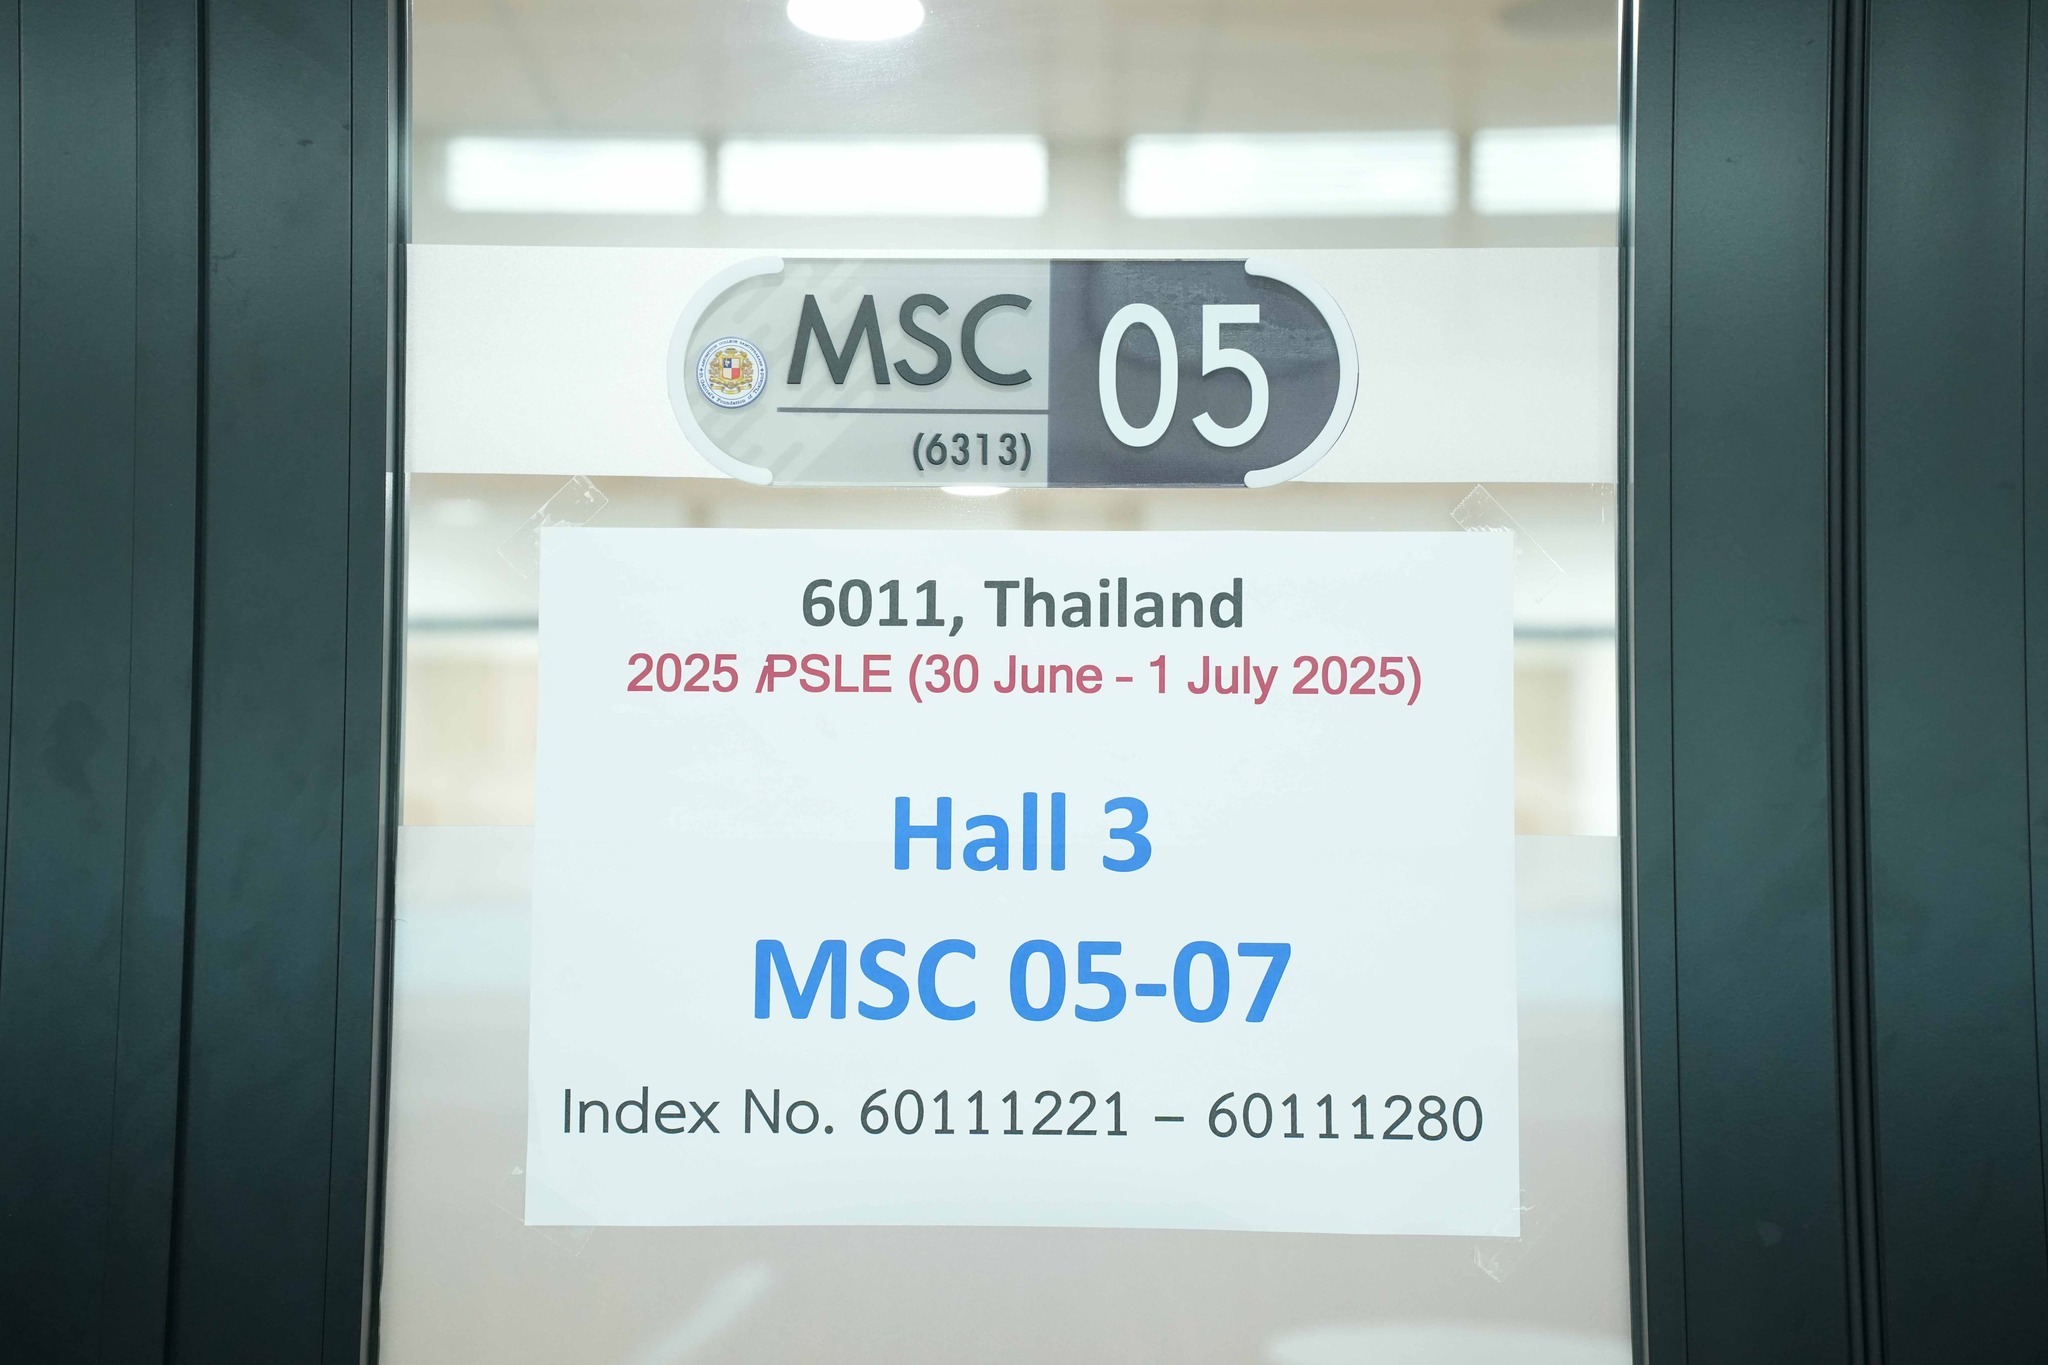 MSC
05
(6313)
6011, Thailand
2025 iPSLE (30 June - 1 July 2025)
Hall 3
MSC 05-07
Index No. 60111221 – 60111280